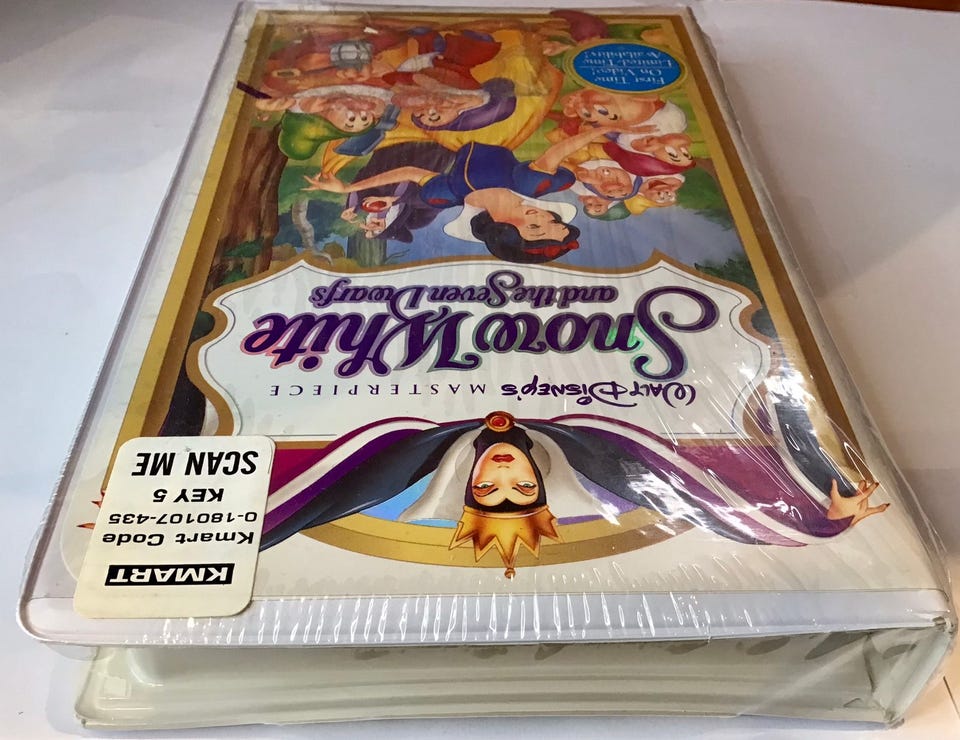 WALT DISNEY'S MASTERPIECE
Snow White
and the Seven Dwarfs
First Time
On Video!
Limited Time
Availability!
KMART
Kmart Code
0-180107-435
KEY 5
SCAN ME